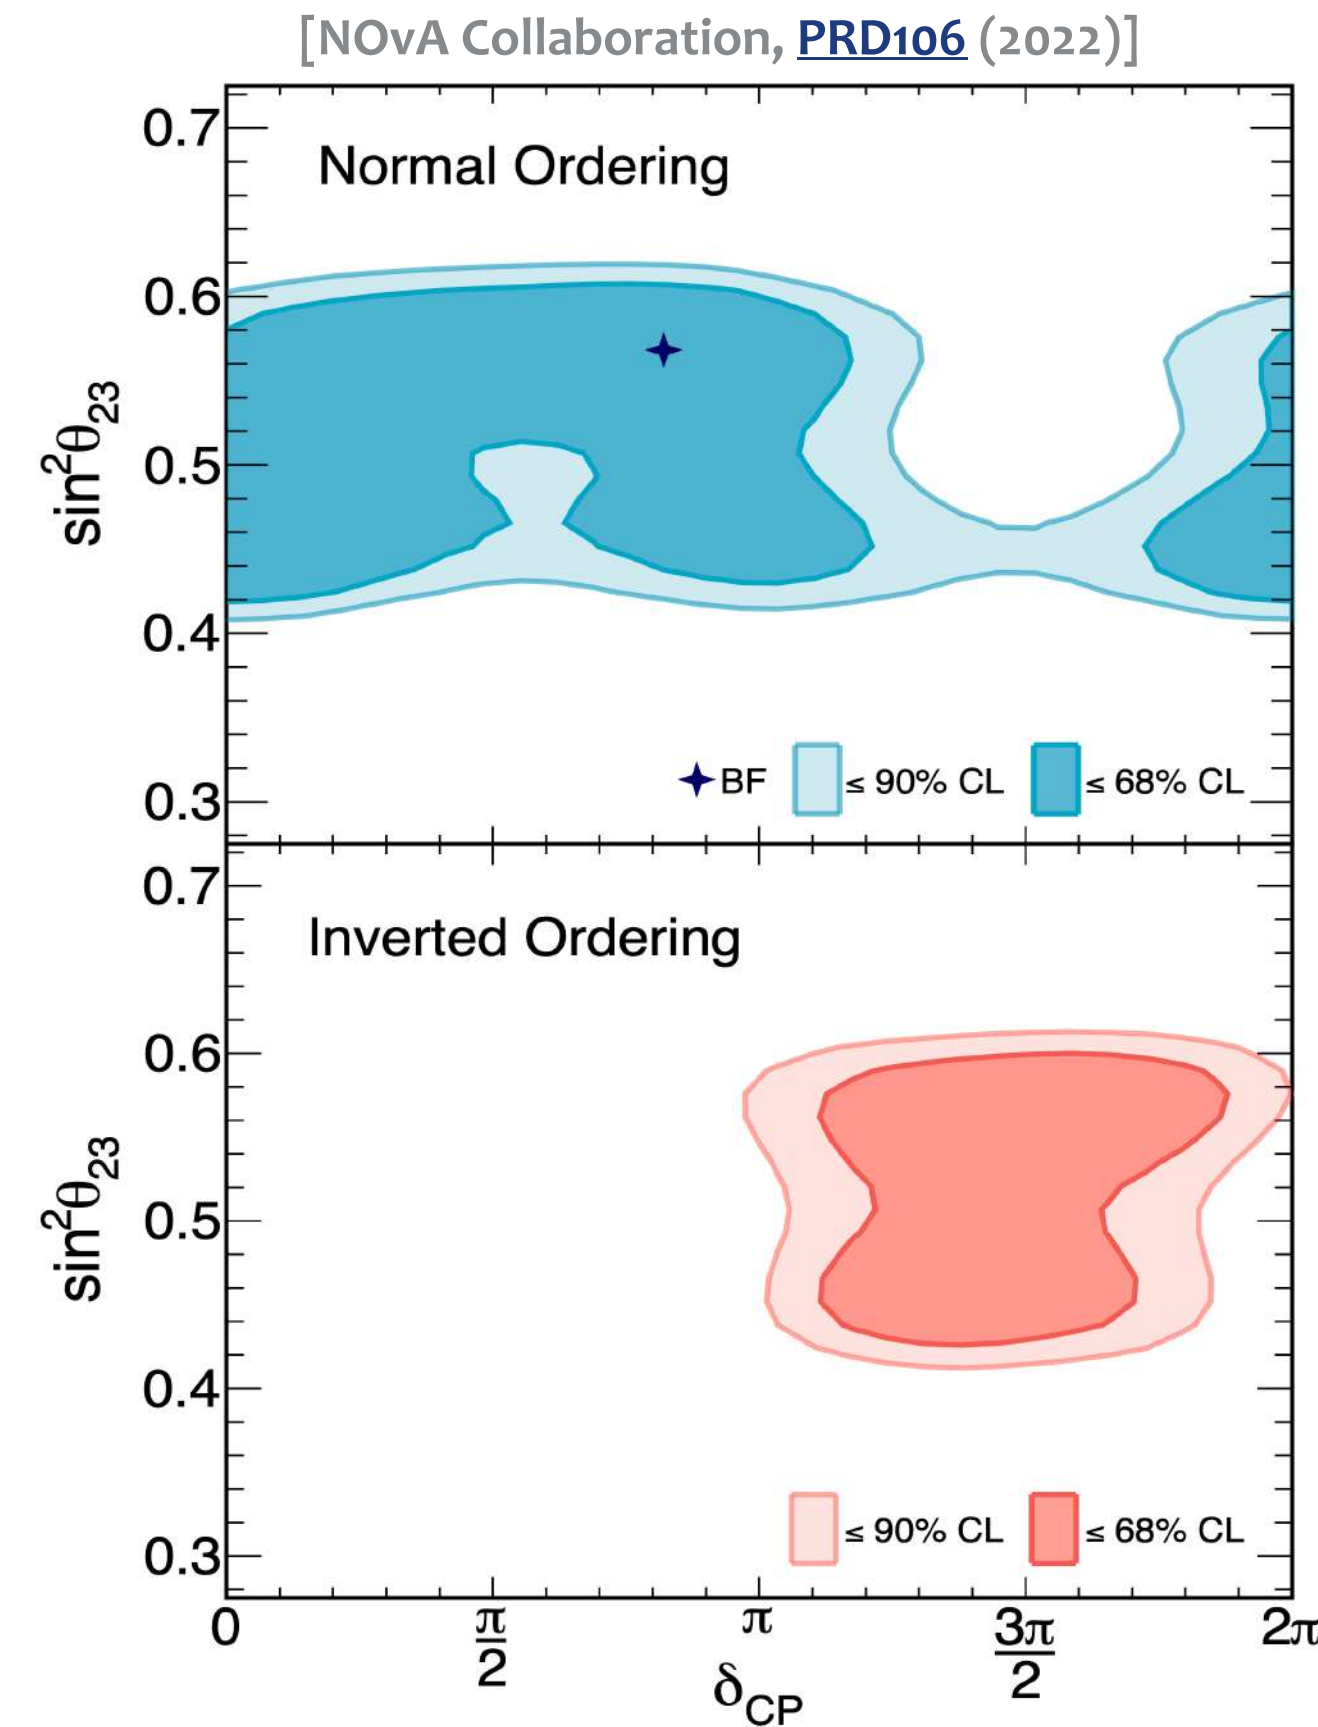 [NOvA Collaboration, PRD106 (2022)]
0.7
Normal Ordering
0.6
sin²θ₂₃
0.5
0.4
BF ≤ 90% CL ≤ 68% CL
0.3
0.7
Inverted Ordering
0.6
sin²θ₂₃
0.5
0.4
≤ 90% CL ≤ 68% CL
0.3
0 π/2 π 3π/2 2π
δCP